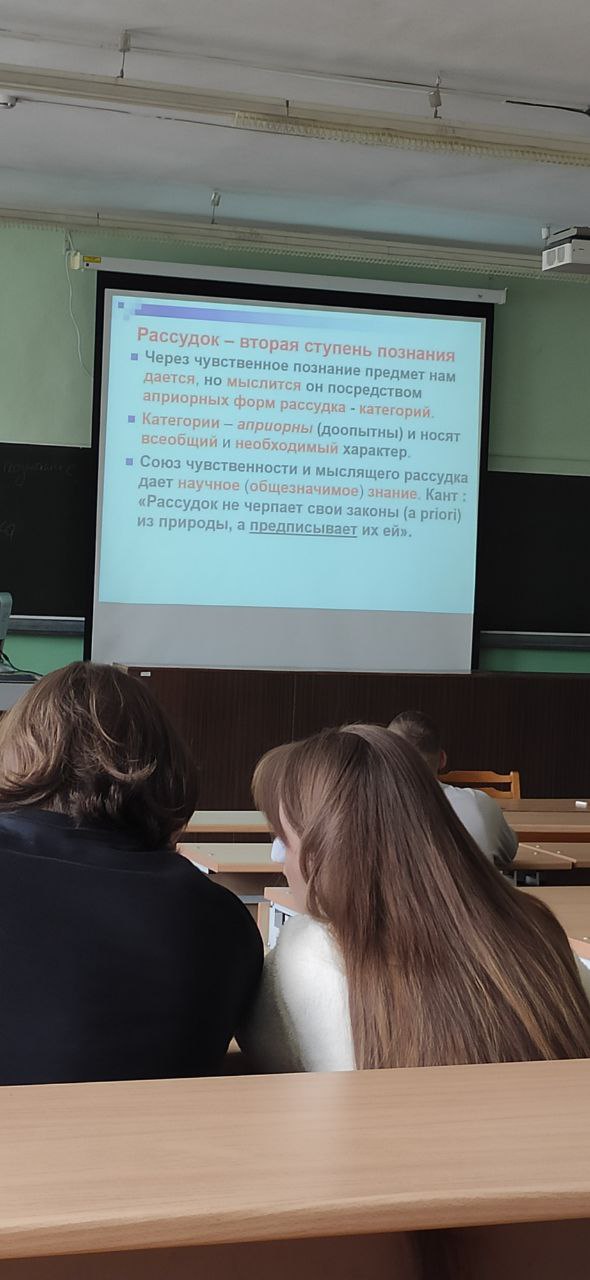 Рассудок – вторая ступень познания
Через чувственное познание предмет нам
дается, но мыслится он посредством
априорных форм рассудка - категорий.
Категории – априорны (доопытны) и носят
всеобщий и необходимый характер.
Союз чувственности и мыслящего рассудка
дает научное (общезначимое) знание. Кант :
«Рассудок не черпает свои законы (a priori)
из природы, а предписывает их ей».